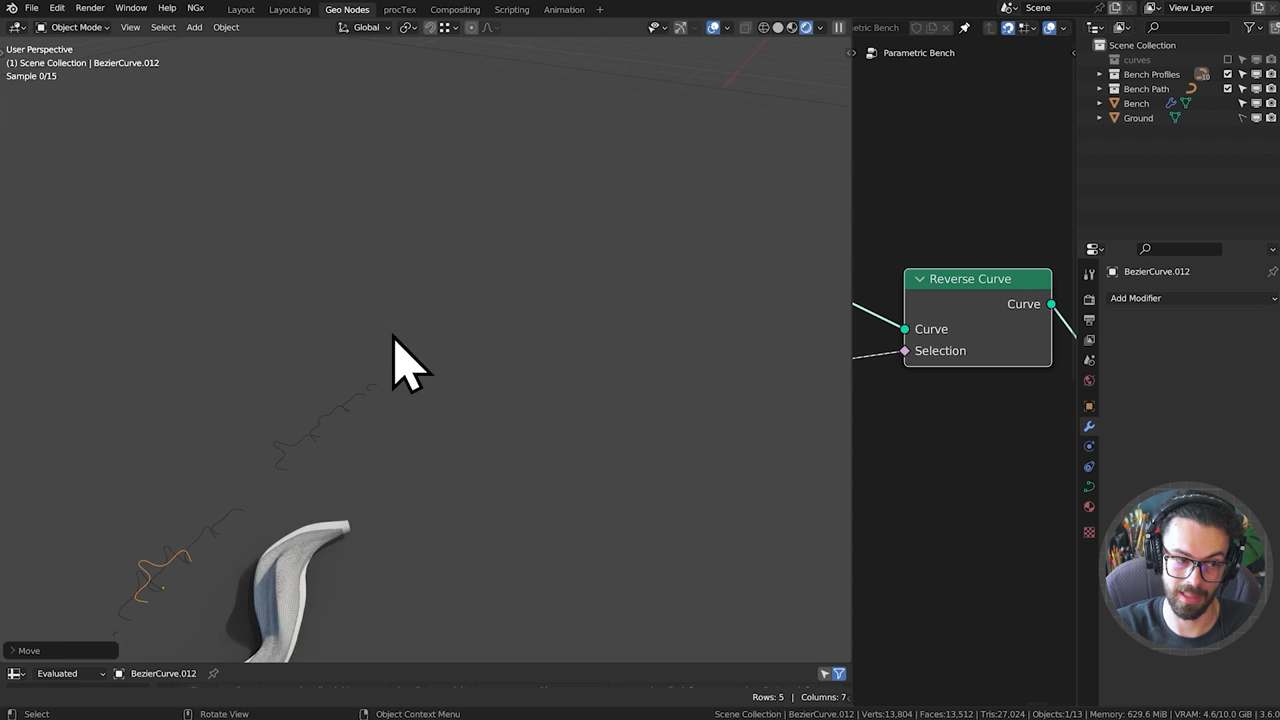 File Edit Render Window Help NGx Layout Layout.big Geo Nodes procTex Compositing Scripting Animation + Scene View Layer
Object Mode View Select Add Object Global
User Perspective
(1) Scene Collection | BezierCurve.012
Sample 0/15
Parametric Bench
Scene Collection
curves
Bench Profiles
Bench Path
Bench
Ground
BezierCurve.012
Add Modifier
Reverse Curve
Curve
Curve
Selection
Move
Evaluated BezierCurve.012
Rows: 5 | Columns: 7
Select Rotate View Object Context Menu Scene Collection | BezierCurve.012 | Verts:13,804 | Faces:13,512 | Tris:27,024 | Objects:1/13 | Memory: 629.6 MiB | VRAM: 4.6/10.0 GiB | 3.6.0